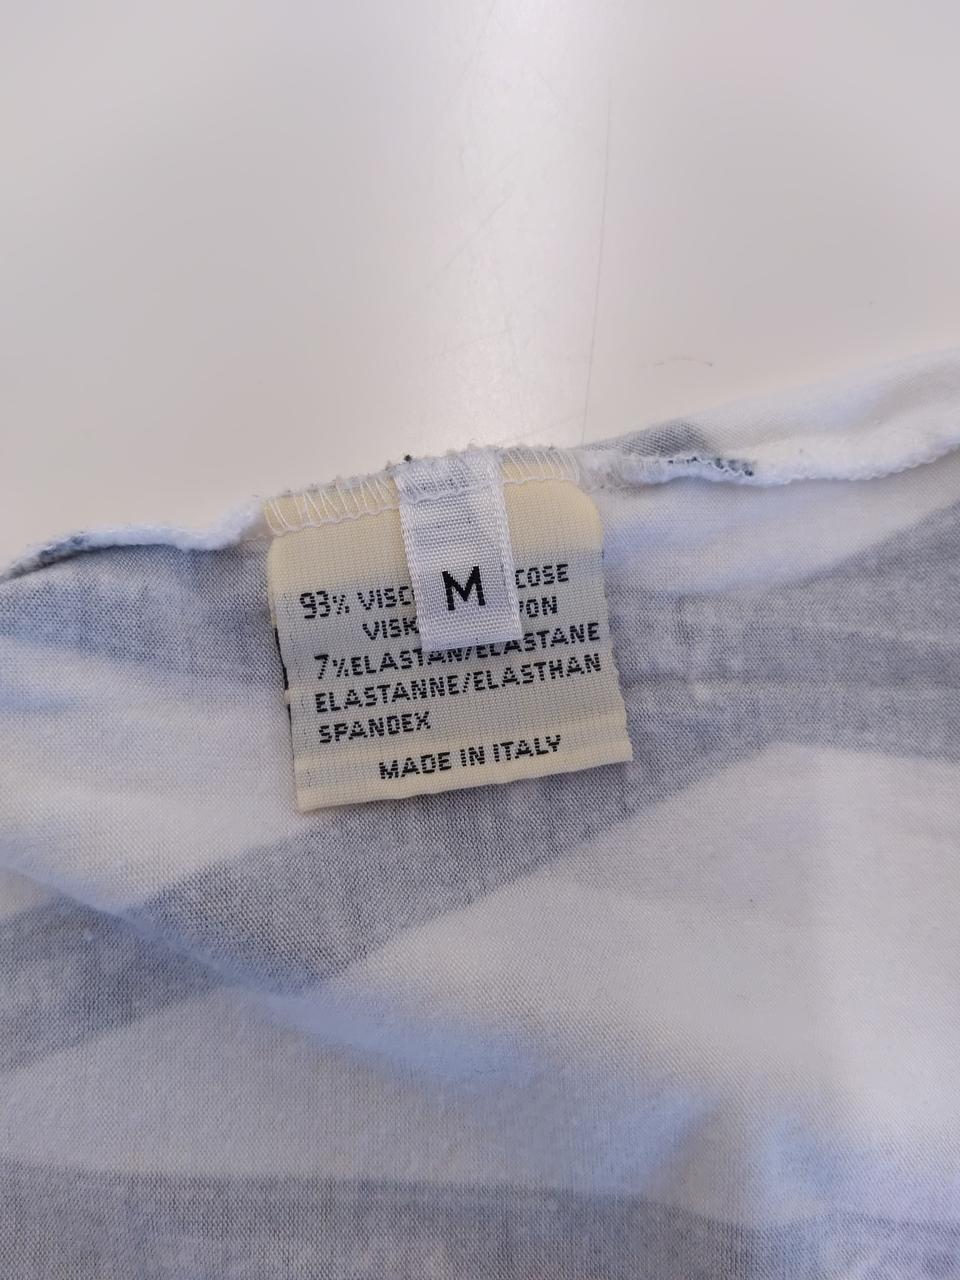 M
93% VISC COSE
VISK YON
7%ELASTAN/ELASTANE
ELASTANNE/ELASTHAN
SPANDEX
MADE IN ITALY